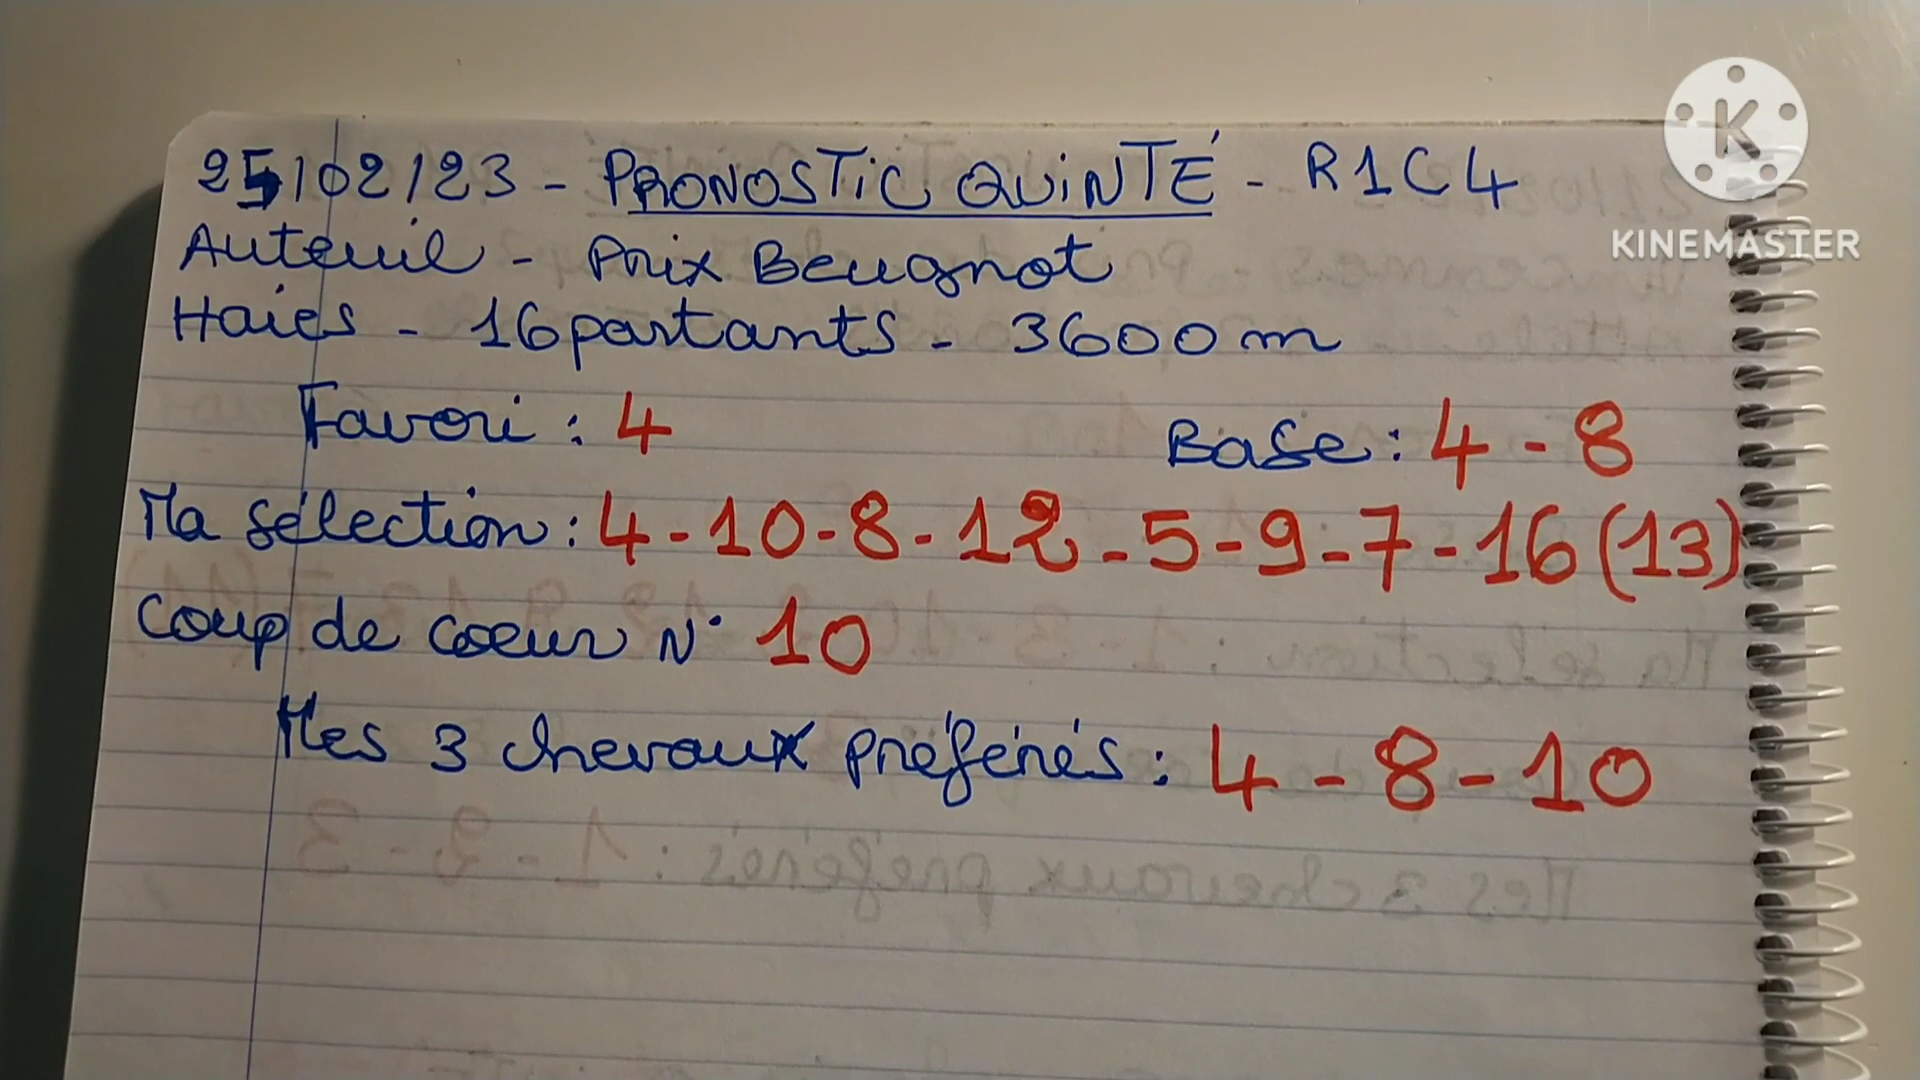 25/02/23 - PRONOSTIC QUINTÉ - R1C4
Auteuil - Prix Beugnot
Haies - 16 partants - 3600 m
Favori : 4 Base : 4 - 8
Ma sélection : 4 - 10 - 8 - 12 - 5 - 9 - 7 - 16 (13)
Coup de coeur N° 10
Mes 3 chevaux préférés : 4 - 8 - 10
KINEMASTER